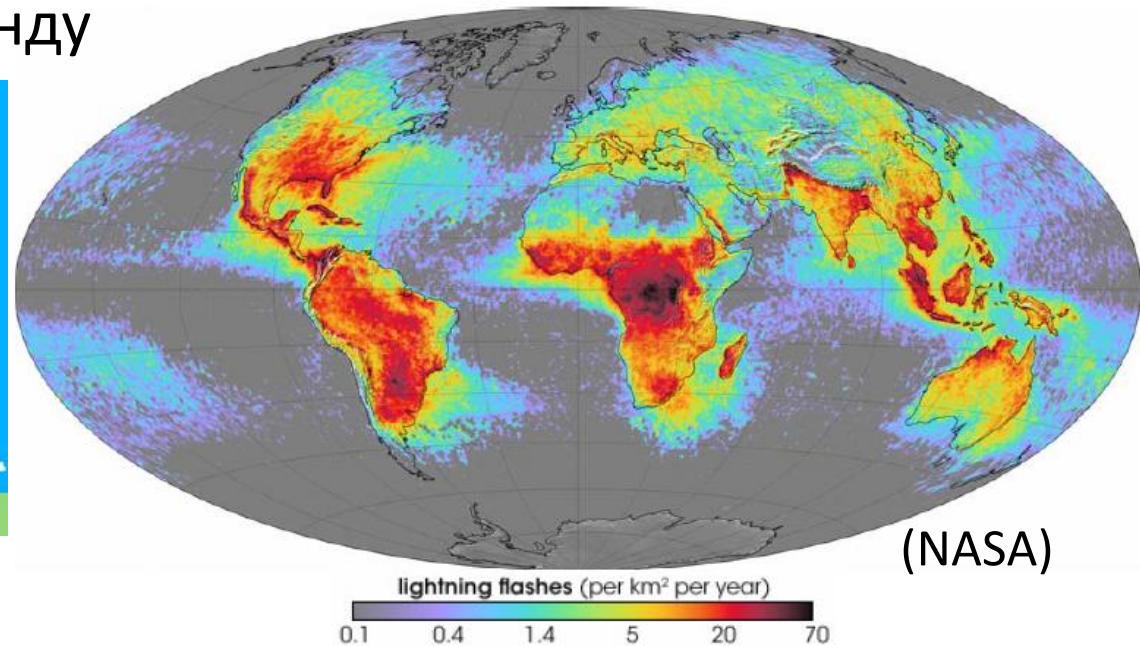 нду
(NASA)
lightning flashes (per km² per year)
0.1 0.4 1.4 5 20 70